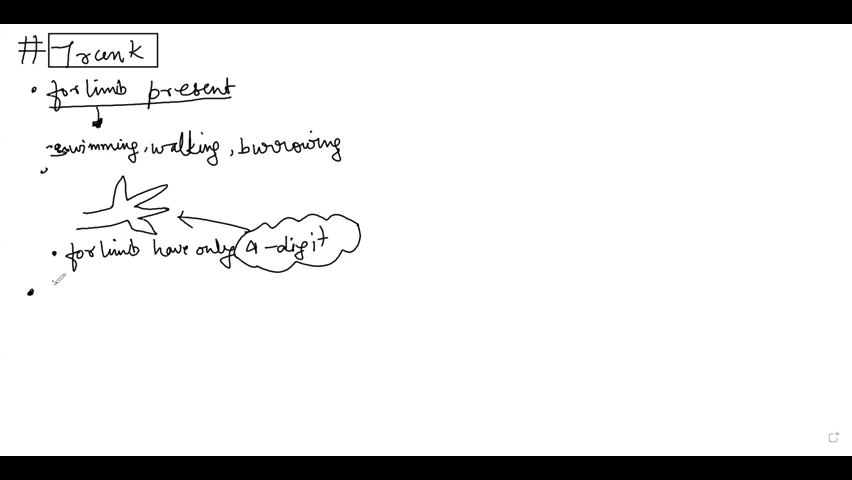 # Trunk
• forlimb present
swimming, walking, burrowing
• forlimb have only 4-digit